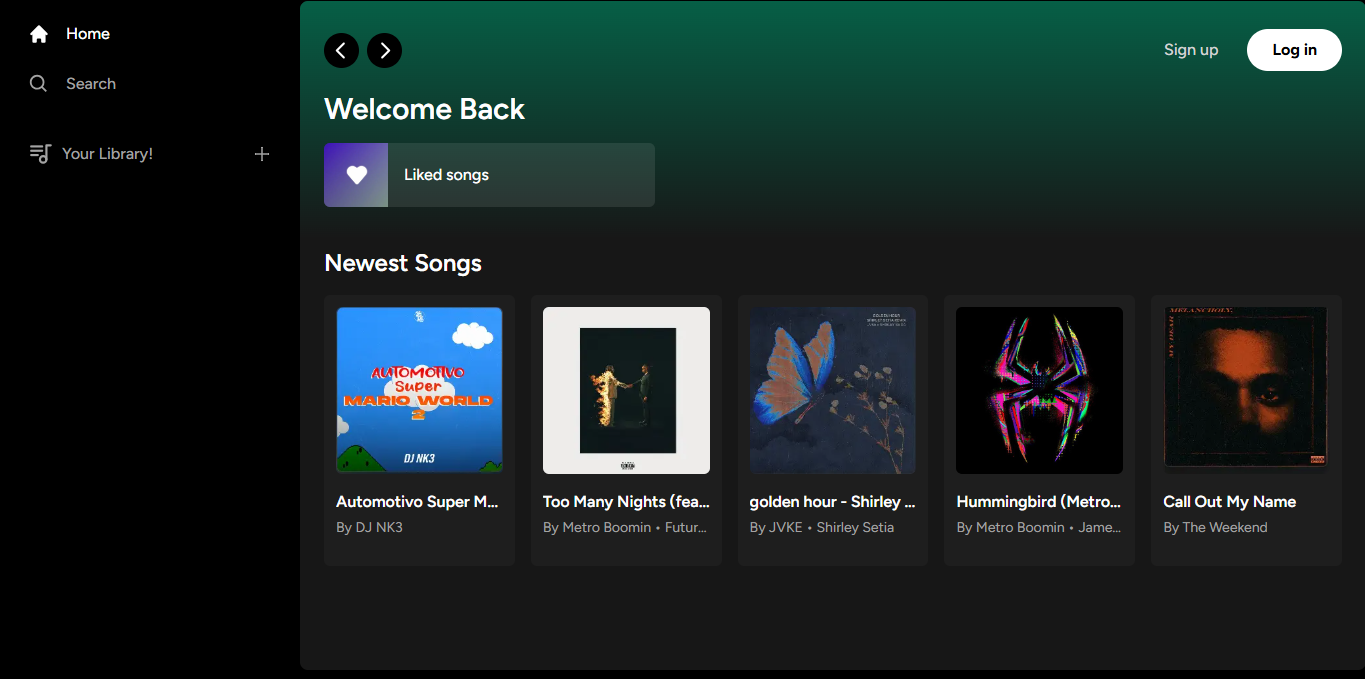 Home
Search
Your Library!
Sign up
Log in
Welcome Back
Liked songs
Newest Songs
AUTOMOTIVO
Super
MARIO WORLD
2
DJ NK3
MELANCHOLY,
MY DEAR
Automotivo Super M...
By DJ NK3
Too Many Nights (fea...
By Metro Boomin • Futur...
golden hour - Shirley ...
By JVKE • Shirley Setia
Hummingbird (Metro...
By Metro Boomin • Jame...
Call Out My Name
By The Weekend